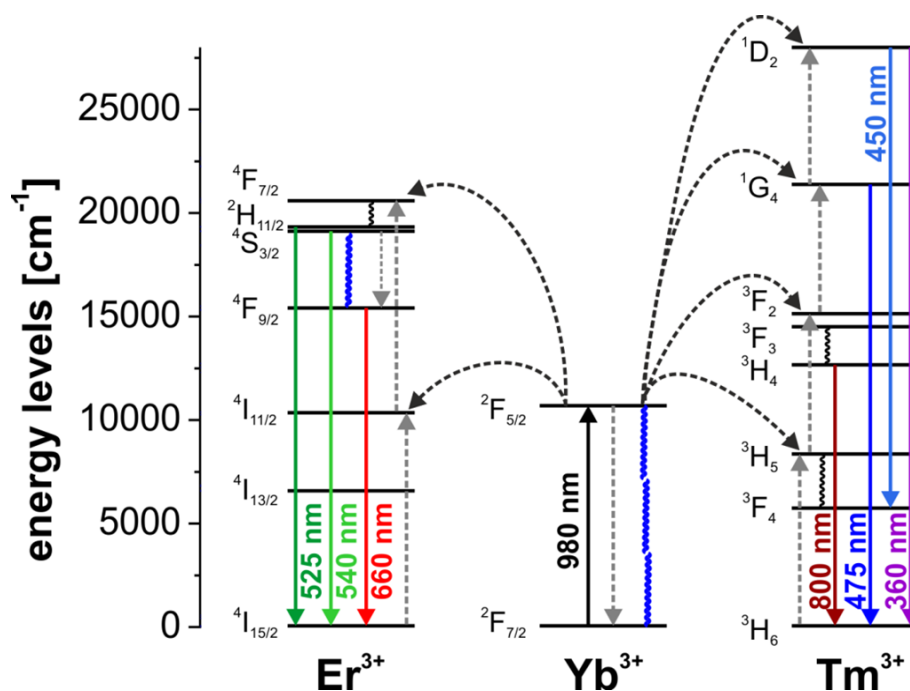 energy levels [cm⁻¹]
25000
20000
15000
10000
5000
0
⁴F₇/₂
²H₁₁/₂
⁴S₃/₂
⁴F₉/₂
⁴I₁₁/₂
⁴I₁₃/₂
⁴I₁₅/₂
525 nm
540 nm
660 nm
Er³⁺
²F₅/₂
²F₇/₂
980 nm
Yb³⁺
¹D₂
¹G₄
³F₂
³F₃
³H₄
³H₅
³F₄
³H₆
450 nm
800 nm
475 nm
360 nm
Tm³⁺